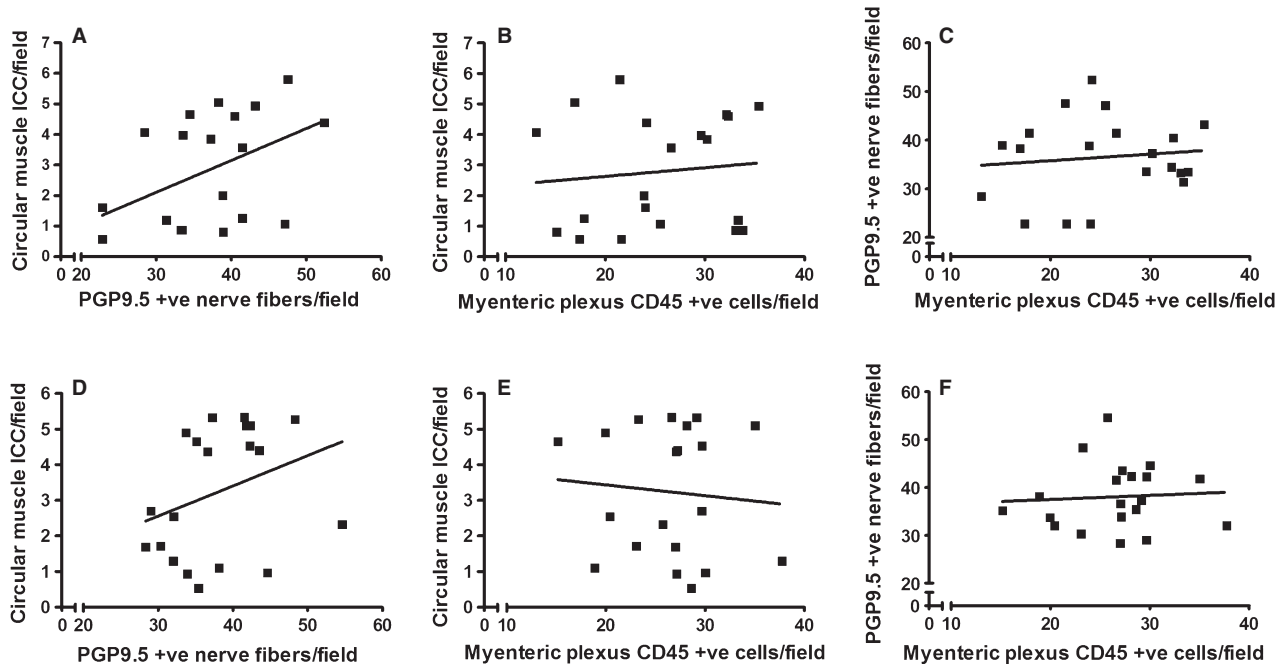 A
Circular muscle ICC/field
7
6
5
4
3
2
1
0
0 20 30 40 50 60
PGP9.5 +ve nerve fibers/field
B
Circular muscle ICC/field
7
6
5
4
3
2
1
0
0 10 20 30 40
Myenteric plexus CD45 +ve cells/field
C
PGP9.5 +ve nerve fibers/field
60
50
40
30
20
0
0 10 20 30 40
Myenteric plexus CD45 +ve cells/field
D
Circular muscle ICC/field
6
5
4
3
2
1
0
0 20 30 40 50 60
PGP9.5 +ve nerve fibers/field
E
Circular muscle ICC/field
6
5
4
3
2
1
0
0 10 20 30 40
Myenteric plexus CD45 +ve cells/field
F
PGP9.5 +ve nerve fibers/field
60
50
40
30
20
0
0 10 20 30 40
Myenteric plexus CD45 +ve cells/field